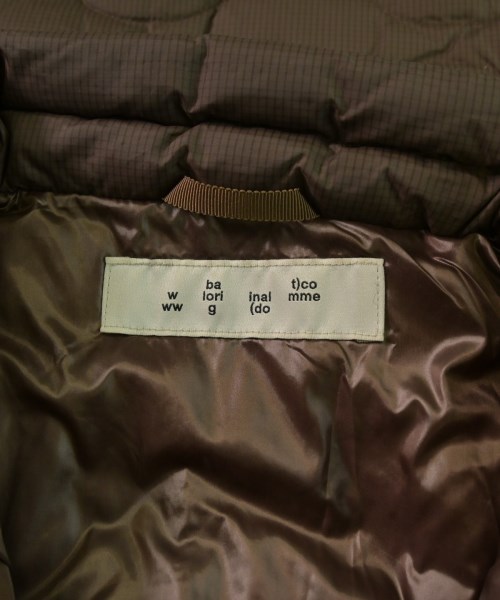 ba t)co
w lori inal mme
ww g (do